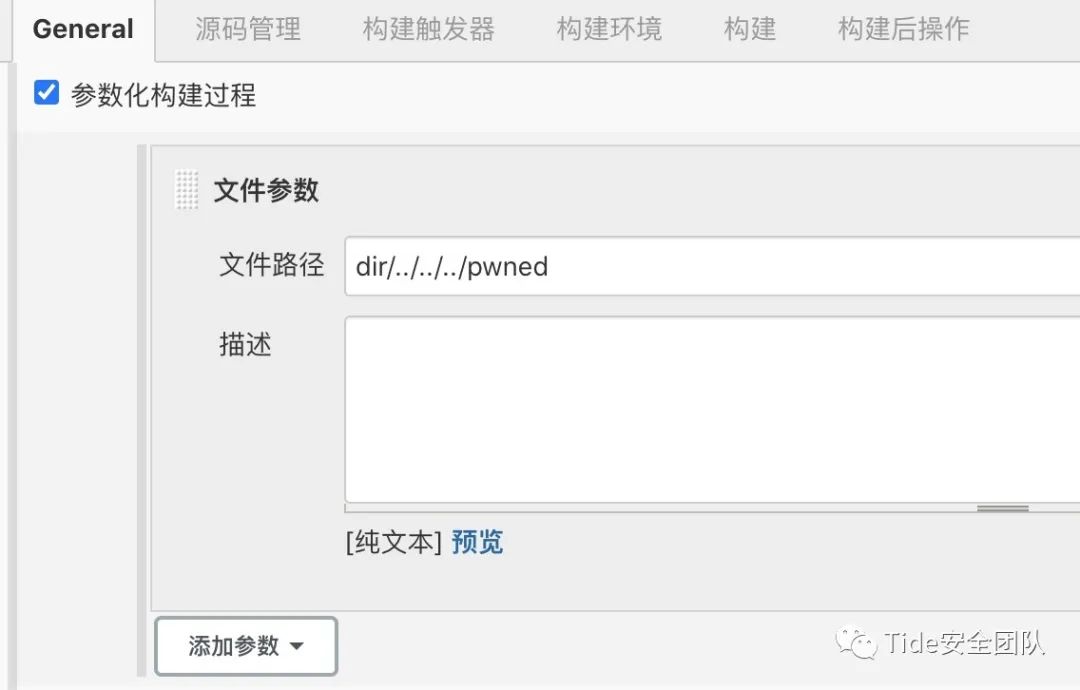 General 源码管理 构建触发器 构建环境 构建 构建后操作
参数化构建过程
文件参数
文件路径 dir/../../../pwned
描述
[纯文本] 预览
添加参数
Tide安全团队